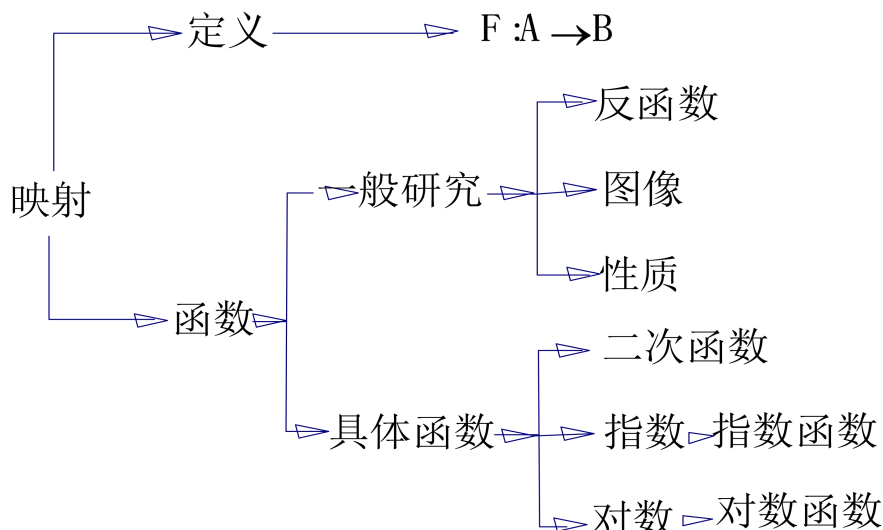 定义 F:A→B
反函数
一般研究
图像
映射
性质
函数
二次函数
具体函数
指数 指数函数
对数 对数函数